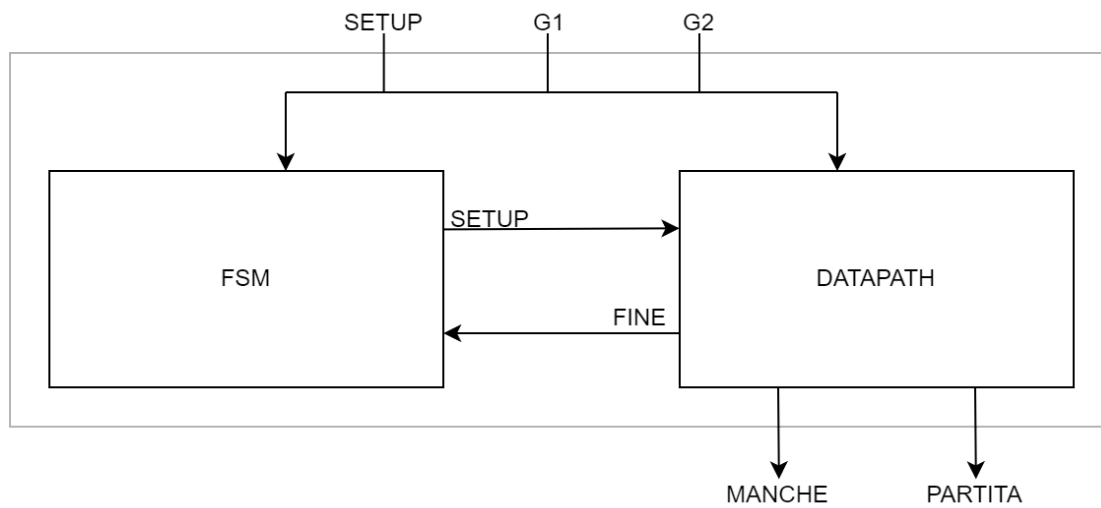 SETUP G1 G2
SETUP
FSM DATAPATH
FINE
MANCHE PARTITA